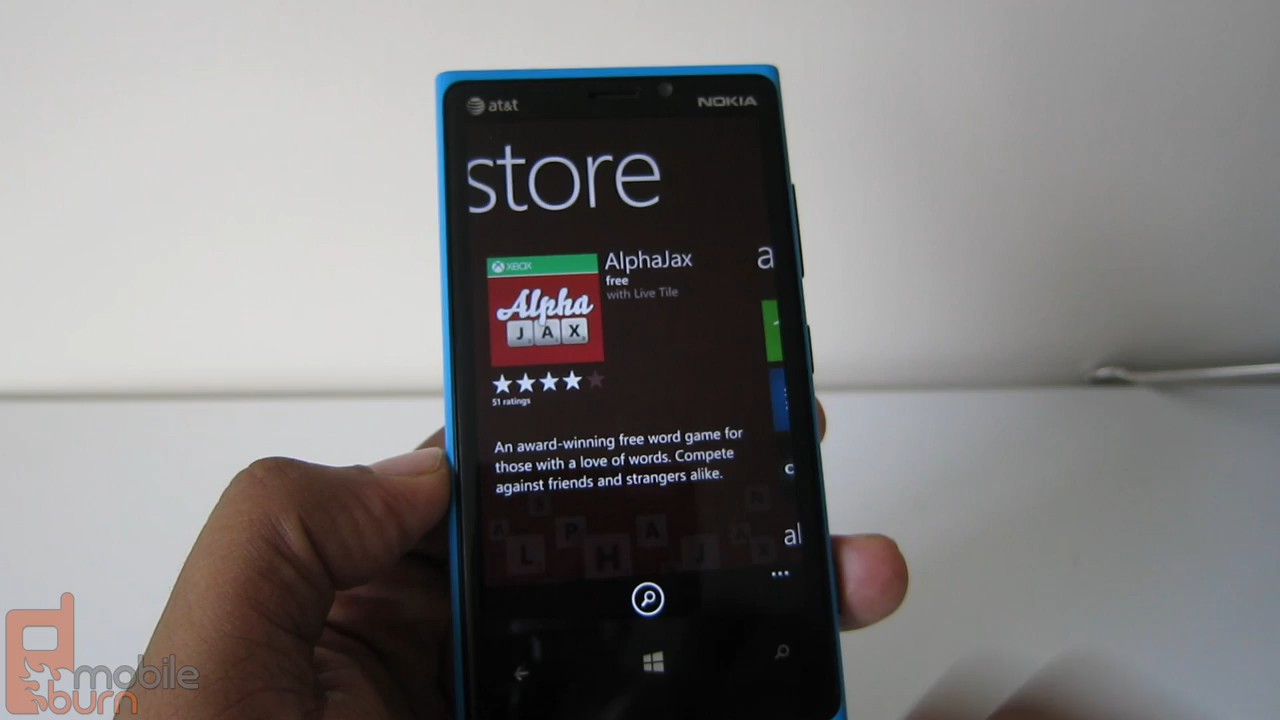 at&t
NOKIA
store
XBOX
Alpha
JAX
AlphaJax
free
with Live Tile
a
51 ratings
An award-winning free word game for
those with a love of words. Compete
against friends and strangers alike.
c
al
A S P A N
L H J X
mobile
burn